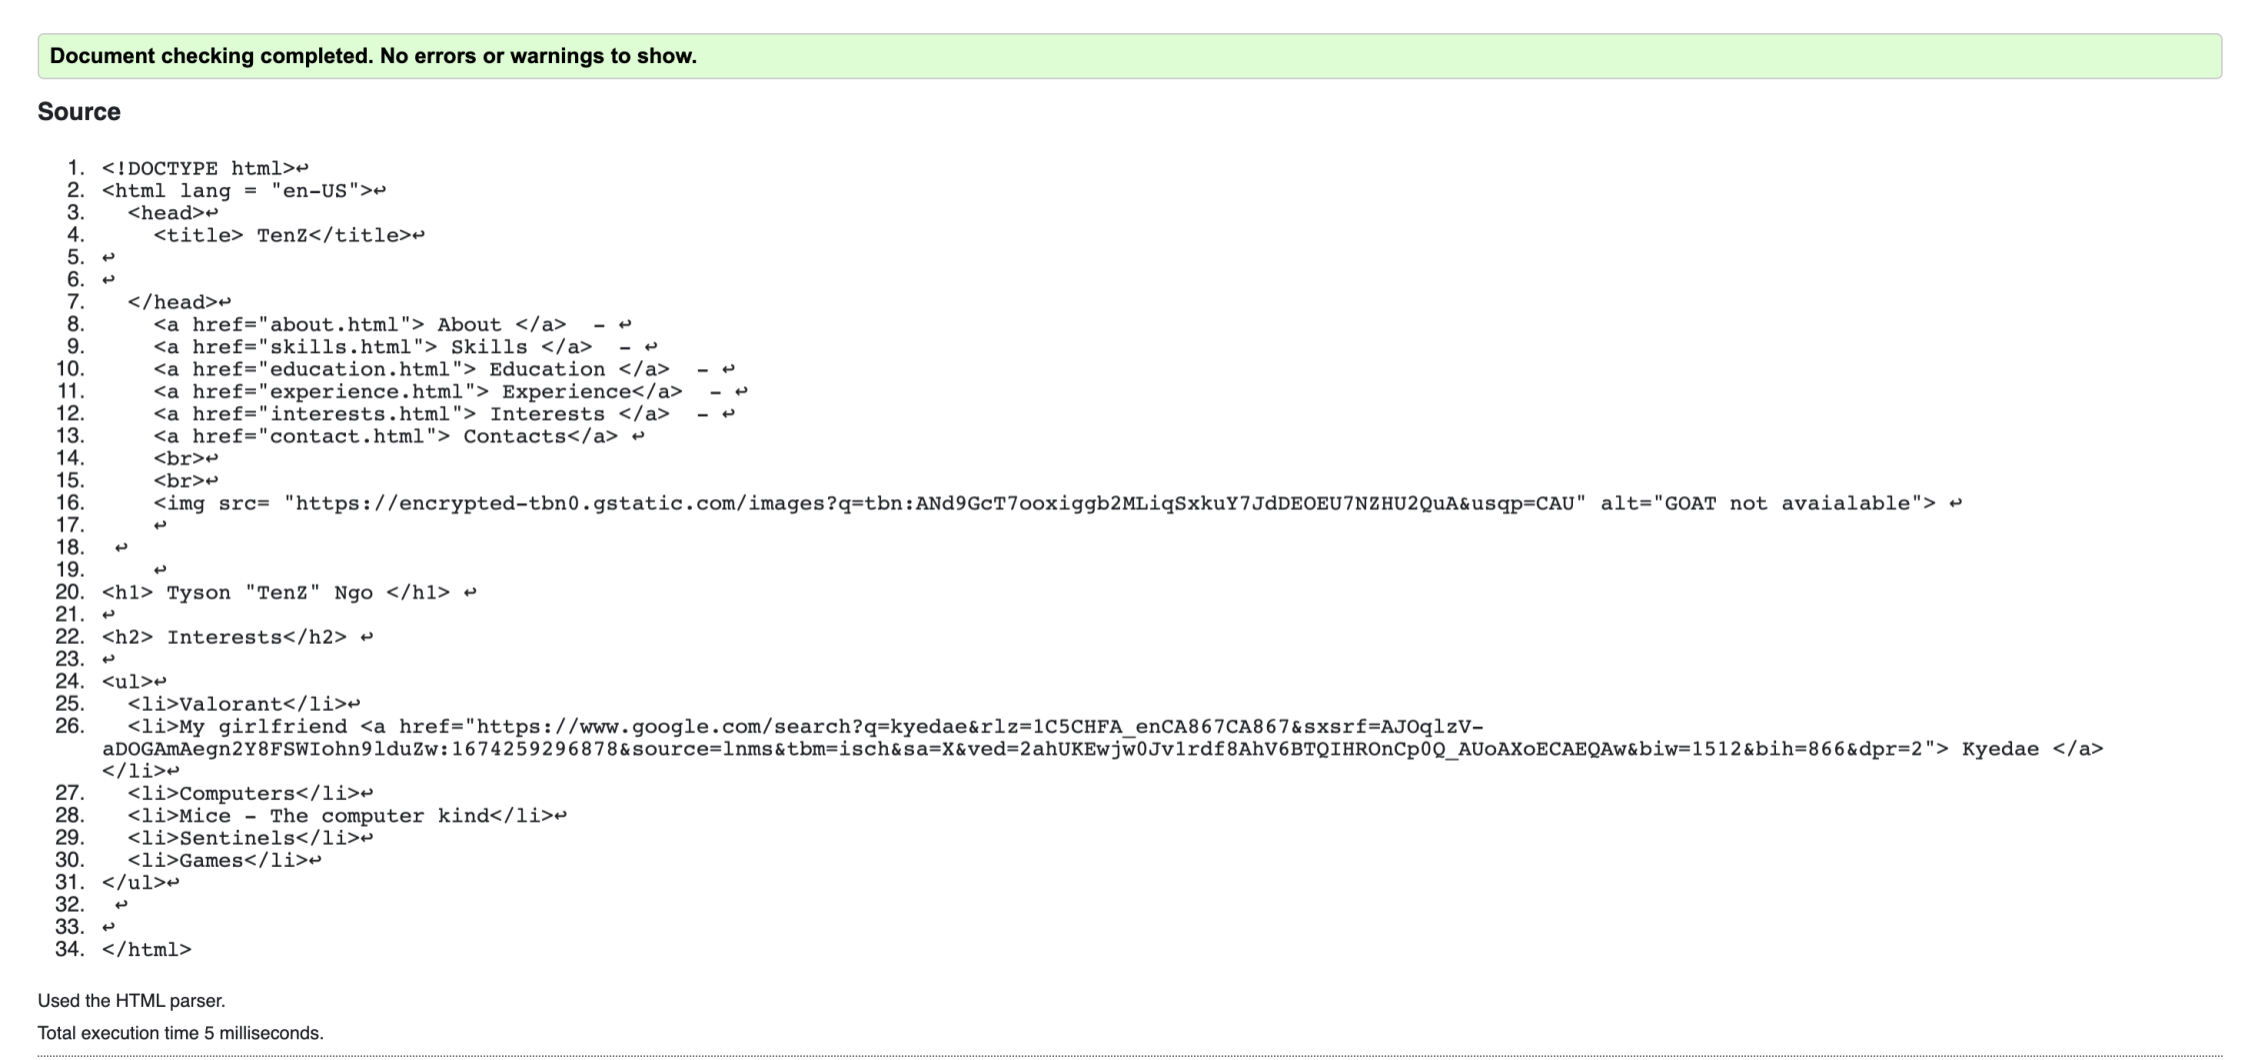 Document checking completed. No errors or warnings to show.
Source
1. <!DOCTYPE html>↩
2. <html lang = "en-US">↩
3. <head>↩
4. <title> TenZ</title>↩
5. ↩
6. ↩
7. </head>↩
8. <a href="about.html"> About </a> - ↩
9. <a href="skills.html"> Skills </a> - ↩
10. <a href="education.html"> Education </a> - ↩
11. <a href="experience.html"> Experience</a> - ↩
12. <a href="interests.html"> Interests </a> - ↩
13. <a href="contact.html"> Contacts</a> ↩
14. <br>↩
15. <br>↩
16. <img src= "https://encrypted-tbn0.gstatic.com/images?q=tbn:ANd9GcT7ooxiggb2MLiqSxkuY7JdDEOEU7NZHU2QuA&usqp=CAU" alt="GOAT not avaialable"> ↩
17. ↩
18. ↩
19. ↩
20. <h1> Tyson "TenZ" Ngo </h1> ↩
21. ↩
22. <h2> Interests</h2> ↩
23. ↩
24. <ul>↩
25. <li>Valorant</li>↩
26. <li>My girlfriend <a href="https://www.google.com/search?q=kyedae&rlz=1C5CHFA_enCA867CA867&sxsrf=AJOqlzV-
aDOGAmAegn2Y8FSWIohn9lduZw:1674259296878&source=lnms&tbm=isch&sa=X&ved=2ahUKEwjw0Jv1rdf8AhV6BTQIHROnCp0Q_AUoAXoECAEQAw&biw=1512&bih=866&dpr=2"> Kyedae </a>
</li>↩
27. <li>Computers</li>↩
28. <li>Mice - The computer kind</li>↩
29. <li>Sentinels</li>↩
30. <li>Games</li>↩
31. </ul>↩
32. ↩
33. ↩
34. </html>
Used the HTML parser.
Total execution time 5 milliseconds.